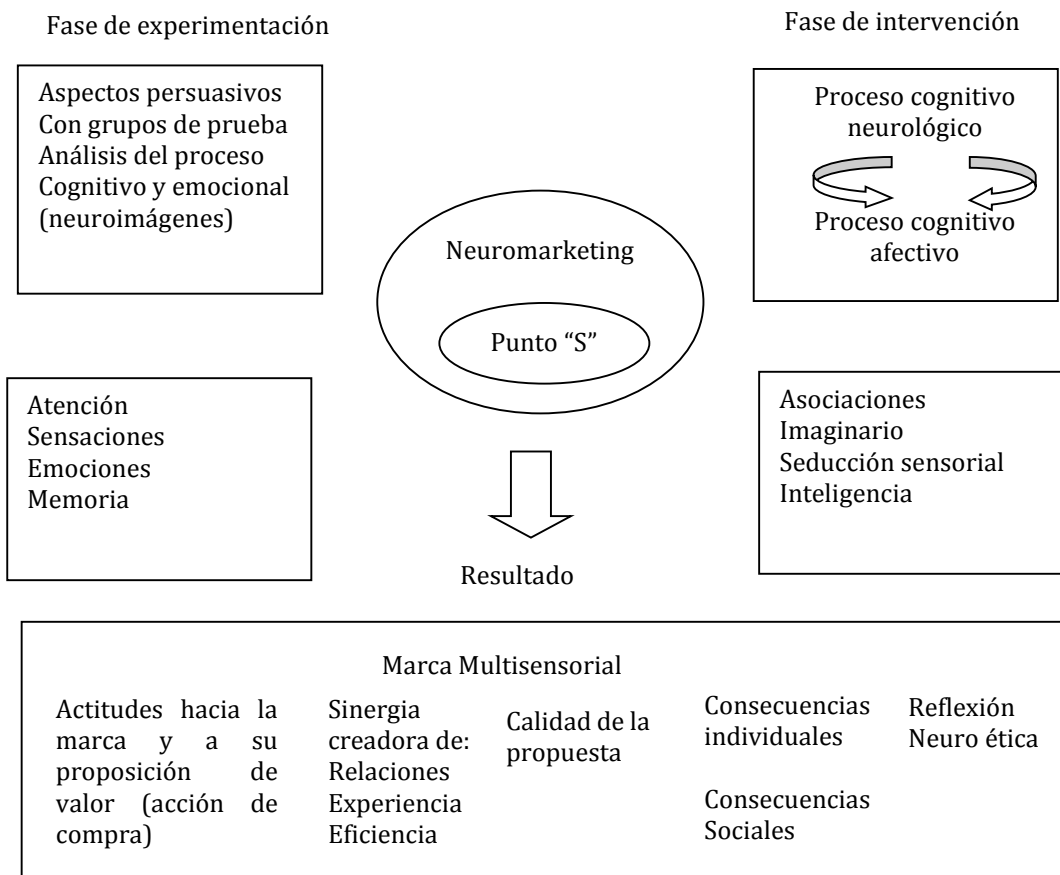 Fase de experimentación
Fase de intervención
Aspectos persuasivos
Con grupos de prueba
Análisis del proceso
Cognitivo y emocional
(neuroimágenes)
Proceso cognitivo
neurológico
Proceso cognitivo
afectivo
Neuromarketing
Punto “S”
Atención
Sensaciones
Emociones
Memoria
Asociaciones
Imaginario
Seducción sensorial
Inteligencia
Resultado
Marca Multisensorial
Actitudes hacia la
marca y a su
proposición de
valor (acción de
compra)
Sinergia
creadora de:
Relaciones
Experiencia
Eficiencia
Calidad de la
propuesta
Consecuencias
individuales
Consecuencias
Sociales
Reflexión
Neuro ética